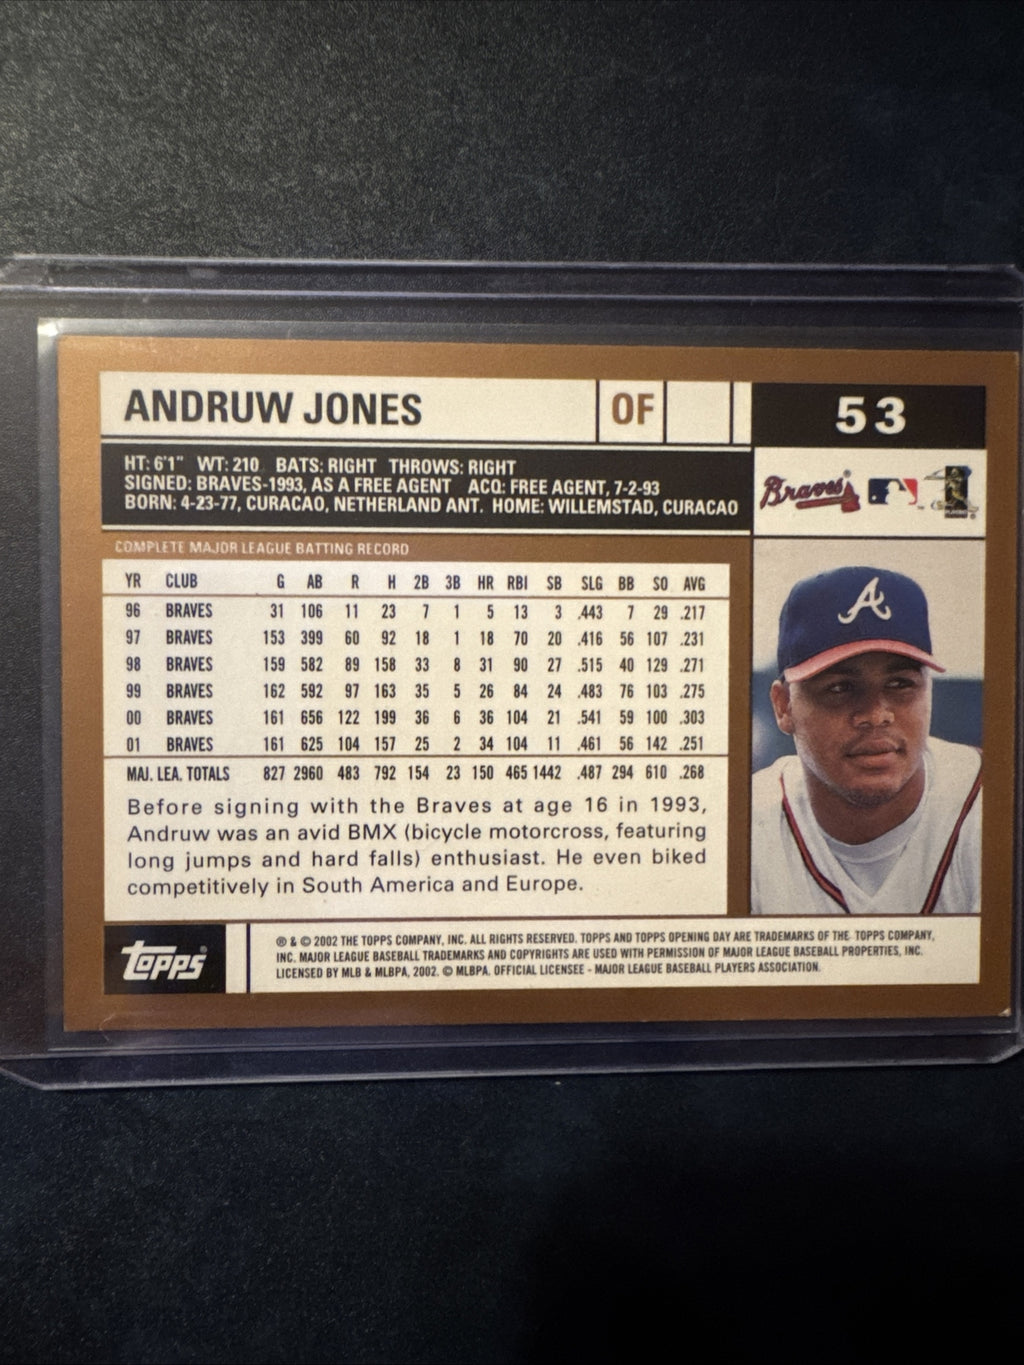 ANDRUW JONES OF 53
HT: 6'1" WT: 210 BATS: RIGHT THROWS: RIGHT
SIGNED: BRAVES-1993, AS A FREE AGENT ACQ: FREE AGENT, 7-2-93
BORN: 4-23-77, CURACAO, NETHERLAND ANT. HOME: WILLEMSTAD, CURACAO
Braves
COMPLETE MAJOR LEAGUE BATTING RECORD
YR CLUB G AB R H 2B 3B HR RBI SB SLG BB SO AVG
96 BRAVES 31 106 11 23 7 1 5 13 3 .443 7 29 .217
97 BRAVES 153 399 60 92 18 1 18 70 20 .416 56 107 .231
98 BRAVES 159 582 89 158 33 8 31 90 27 .515 40 129 .271
99 BRAVES 162 592 97 163 35 5 26 84 24 .483 76 103 .275
00 BRAVES 161 656 122 199 36 6 36 104 21 .541 59 100 .303
01 BRAVES 161 625 104 157 25 2 34 104 11 .461 56 142 .251
MAJ. LEA. TOTALS 827 2960 483 792 154 23 150 465 1442 .487 294 610 .268
A
Before signing with the Braves at age 16 in 1993,
Andruw was an avid BMX (bicycle motorcross, featuring
long jumps and hard falls) enthusiast. He even biked
competitively in South America and Europe.
Topps
® & © 2002 THE TOPPS COMPANY, INC. ALL RIGHTS RESERVED. TOPPS AND TOPPS OPENING DAY ARE TRADEMARKS OF THE TOPPS COMPANY,
INC. MAJOR LEAGUE BASEBALL TRADEMARKS AND COPYRIGHTS ARE USED WITH PERMISSION OF MAJOR LEAGUE BASEBALL PROPERTIES, INC.
LICENSED BY MLB & MLBPA, 2002. © MLBPA. OFFICIAL LICENSEE - MAJOR LEAGUE BASEBALL PLAYERS ASSOCIATION.